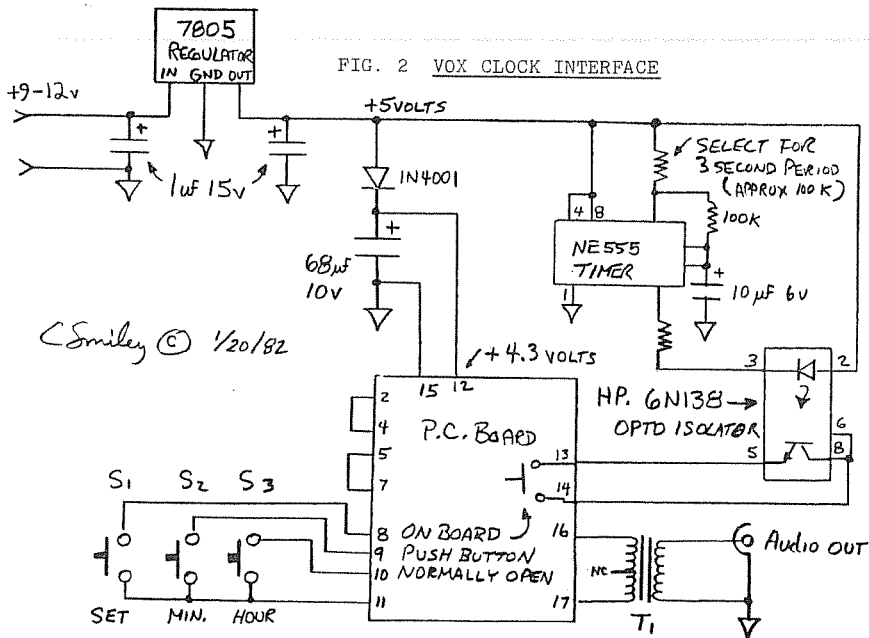 7805
REGULATOR
IN GND OUT
FIG. 2 VOX CLOCK INTERFACE
+9-12v
+
+
1uf 15v
+5VOLTS
1N4001
+
68µf
10v
SELECT FOR
3 SECOND PERIOD
(APPROX 100K)
100K
4 8
NE555
TIMER
1
+
10 µF 6v
CSmiley © 1/20/82
+4.3 VOLTS
15 12
2
4
5
7
P.C. BOARD
HP. 6N138
OPTO ISOLATOR
3
2
6
8
5
13
14
S1 S2 S3
8 ON BOARD
9 PUSH BUTTON
10 NORMALLY OPEN
11
16
17
NC
T1
Audio OUT
SET MIN. HOUR